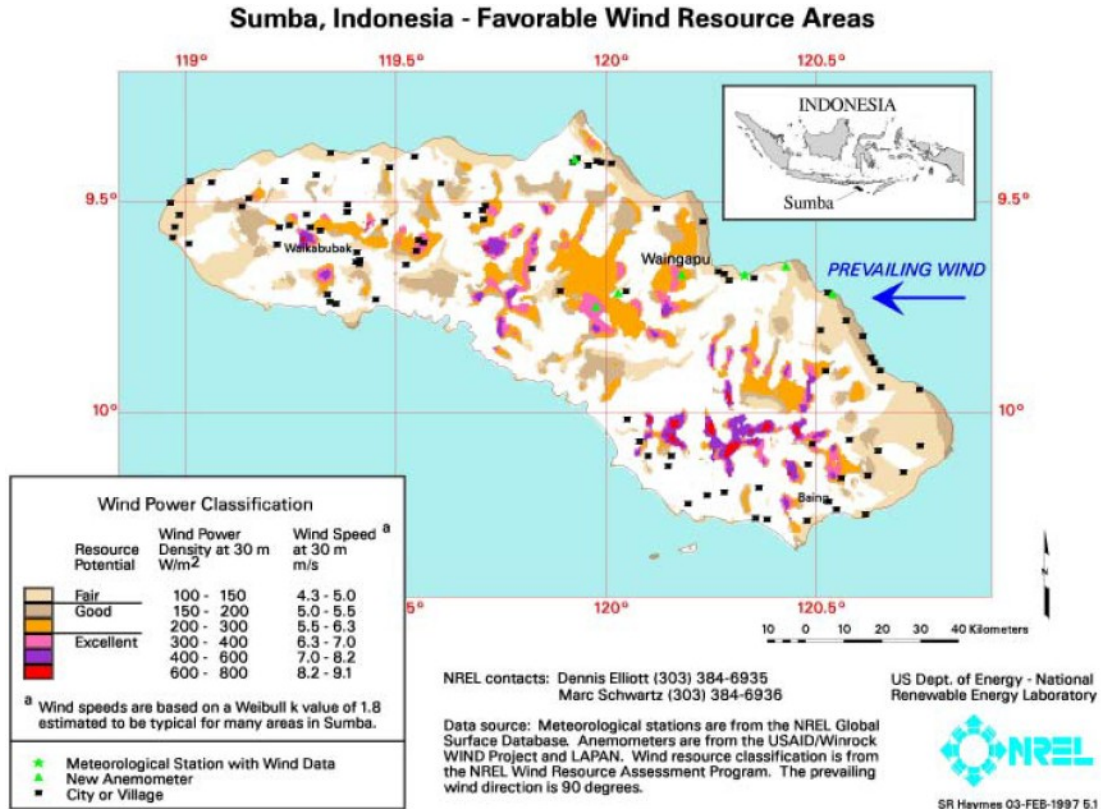 Sumba, Indonesia - Favorable Wind Resource Areas
119°
119.5°
120°
120.5°
INDONESIA
Sumba
9.5°
9.5°
Waikabubak
Waingapu
PREVAILING WIND
10°
10°
Baing
Wind Power Classification
Resource Potential
Wind Power Density at 30 m W/m2
Wind Speed a at 30 m m/s
Fair 100 - 150 4.3 - 5.0
Good 150 - 200 5.0 - 5.5
200 - 300 5.5 - 6.3
Excellent 300 - 400 6.3 - 7.0
400 - 600 7.0 - 8.2
600 - 800 8.2 - 9.1
a Wind speeds are based on a Weibull k value of 1.8
estimated to be typical for many areas in Sumba.
Meteorological Station with Wind Data
New Anemometer
City or Village
5°
120°
120.5°
N
10 0 10 20 30 40 Kilometers
NREL contacts: Dennis Elliott (303) 384-6935
Marc Schwartz (303) 384-6936
Data source: Meteorological stations are from the NREL Global
Surface Database. Anemometers are from the USAID/Winrock
WIND Project and LAPAN. Wind resource classification is from
the NREL Wind Resource Assessment Program. The prevailing
wind direction is 90 degrees.
US Dept. of Energy - National
Renewable Energy Laboratory
NREL
SR Haymes 03-FEB-1997 5.1